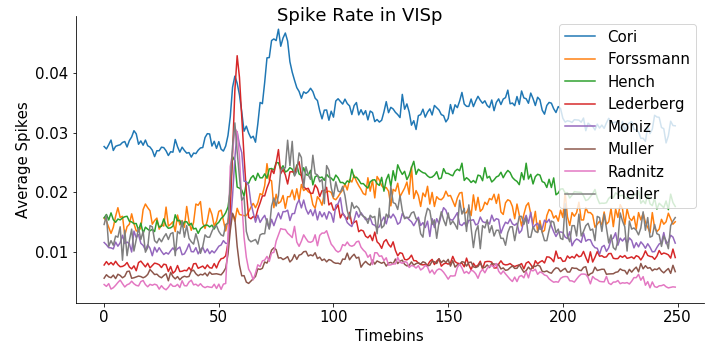 Spike Rate in VISp
Average Spikes
0.04
0.03
0.02
0.01
Cori
Forssmann
Hench
Lederberg
Moniz
Muller
Radnitz
Theiler
0 50 100 150 200 250
Timebins